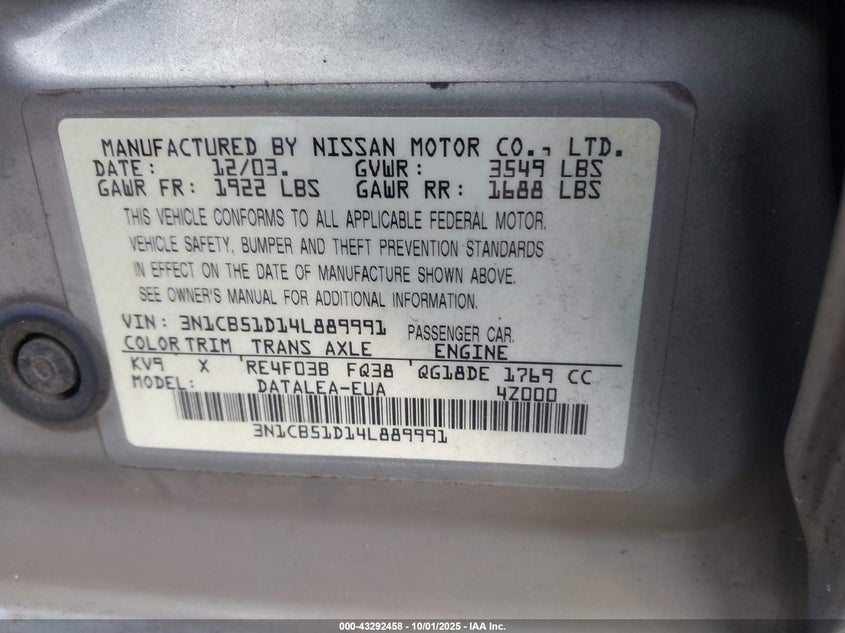 MANUFACTURED BY NISSAN MOTOR CO., LTD.
DATE: 12/03. GVWR: 3549 LBS
GAWR FR: 1922 LBS GAWR RR: 1688 LBS
THIS VEHICLE CONFORMS TO ALL APPLICABLE FEDERAL MOTOR.
VEHICLE SAFETY, BUMPER AND THEFT PREVENTION STANDARDS
IN EFFECT ON THE DATE OF MANUFACTURE SHOWN ABOVE.
SEE OWNER'S MANUAL FOR ADDITIONAL INFORMATION.
VIN: 3N1CB51D14L889991 PASSENGER CAR.
COLOR TRIM TRANS AXLE ENGINE
KV9 X RE4F03B FQ38 QG18DE 1769 CC
MODEL: DATALEA-EUA 4Z000
3N1CB51D14L889991
000-43292458 - 10/01/2025 - IAA Inc.